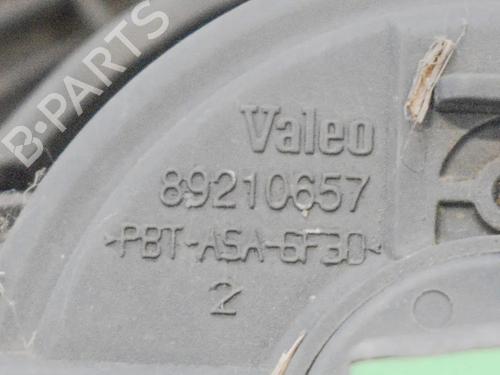 B-PARTS
Valeo
89210657
>PBT-ASA-GF30<
2